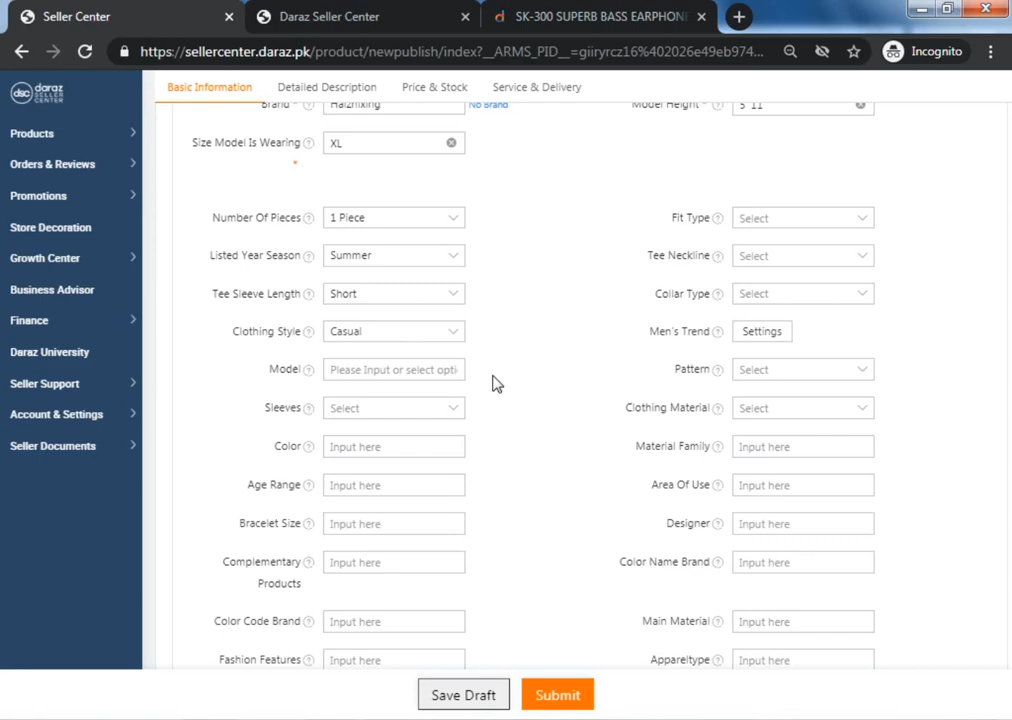 Seller Center
Daraz Seller Center
SK-300 SUPERB BASS EARPHON
https://sellercenter.daraz.pk/product/newpublish/index?__ARMS_PID__=giiryrcz16%402026e49eb974...
Incognito
dsc daraz SELLER CENTER
Basic Information
Detailed Description
Price & Stock
Service & Delivery
Products
Orders & Reviews
Promotions
Store Decoration
Growth Center
Business Advisor
Finance
Daraz University
Seller Support
Account & Settings
Seller Documents
Brand * Haizhixing No Brand
Model Height * 5 11
Size Model Is Wearing XL
*
Number Of Pieces 1 Piece
Fit Type Select
Listed Year Season Summer
Tee Neckline Select
Tee Sleeve Length Short
Collar Type Select
Clothing Style Casual
Men's Trend Settings
Model Please Input or select opti
Pattern Select
Sleeves Select
Clothing Material Select
Color Input here
Material Family Input here
Age Range Input here
Area Of Use Input here
Bracelet Size Input here
Designer Input here
Complementary Products Input here
Color Name Brand Input here
Color Code Brand Input here
Main Material Input here
Fashion Features Input here
Appareltype Input here
Save Draft
Submit